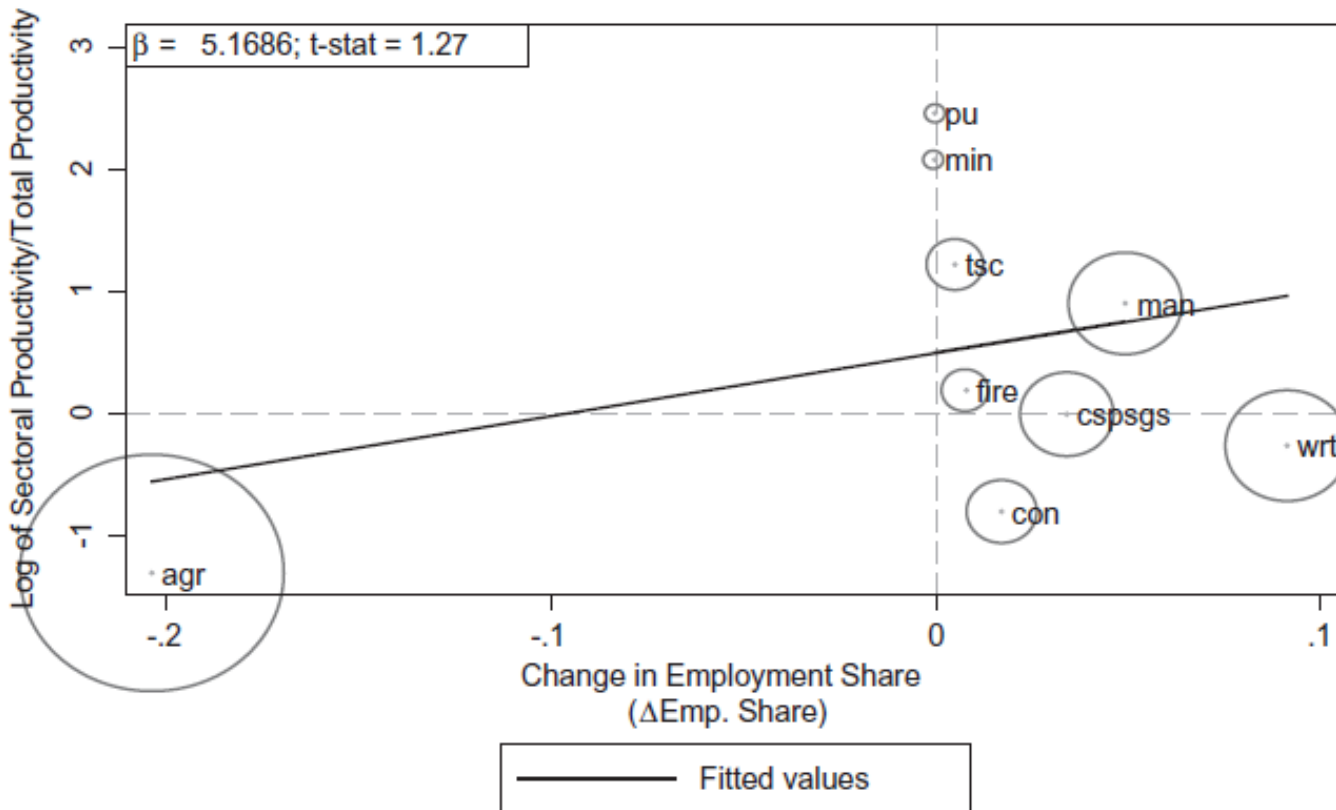 Log of Sectoral Productivity/Total Productivity
β = 5.1686; t-stat = 1.27
3
2
1
0
-1
pu
min
tsc
man
fire
cspsgs
wrt
con
agr
-.2
-.1
0
.1
Change in Employment Share
(ΔEmp. Share)
Fitted values